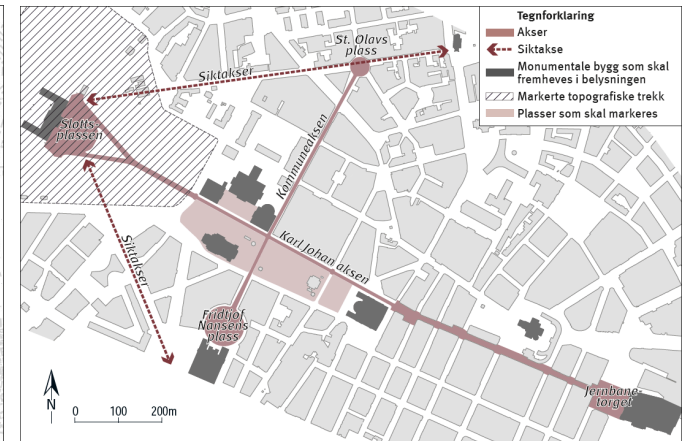 Tegnforklaring
Akser
Siktakse
Monumentale bygg som skal
fremheves i belysningen
Markerte topografiske trekk
Plasser som skal markeres
St. Olavs
plass
Siktakser
Slotts-
plassen
Kommuneaksen
Siktakser
Karl Johan aksen
Fridtjof
Nansens
plass
Jernbane-
torget
N
0 100 200m